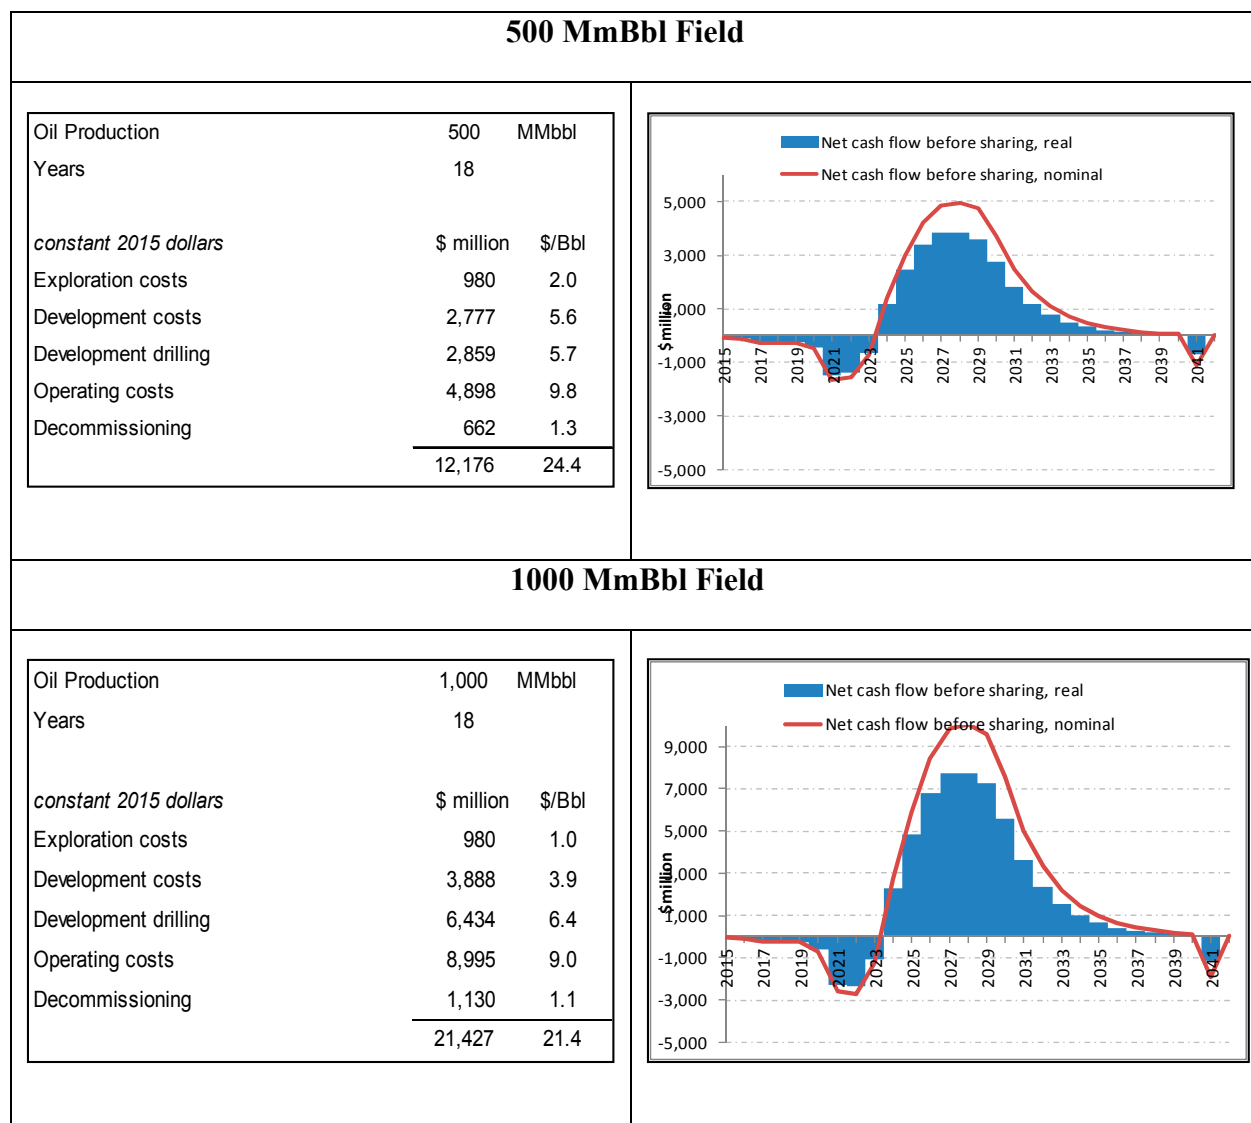 500 MmBbl Field
Oil Production 500 MMbbl
Years 18
constant 2015 dollars $ million $/Bbl
Exploration costs 980 2.0
Development costs 2,777 5.6
Development drilling 2,859 5.7
Operating costs 4,898 9.8
Decommissioning 662 1.3
12,176 24.4
Net cash flow before sharing, real
Net cash flow before sharing, nominal
5,000
3,000
1,000
-1,000
-3,000
-5,000
$million
2015 2017 2019 2021 2023 2025 2027 2029 2031 2033 2035 2037 2039 2041
1000 MmBbl Field
Oil Production 1,000 MMbbl
Years 18
constant 2015 dollars $ million $/Bbl
Exploration costs 980 1.0
Development costs 3,888 3.9
Development drilling 6,434 6.4
Operating costs 8,995 9.0
Decommissioning 1,130 1.1
21,427 21.4
Net cash flow before sharing, real
Net cash flow before sharing, nominal
9,000
7,000
5,000
3,000
1,000
-1,000
-3,000
-5,000
$million
2015 2017 2019 2021 2023 2025 2027 2029 2031 2033 2035 2037 2039 2041